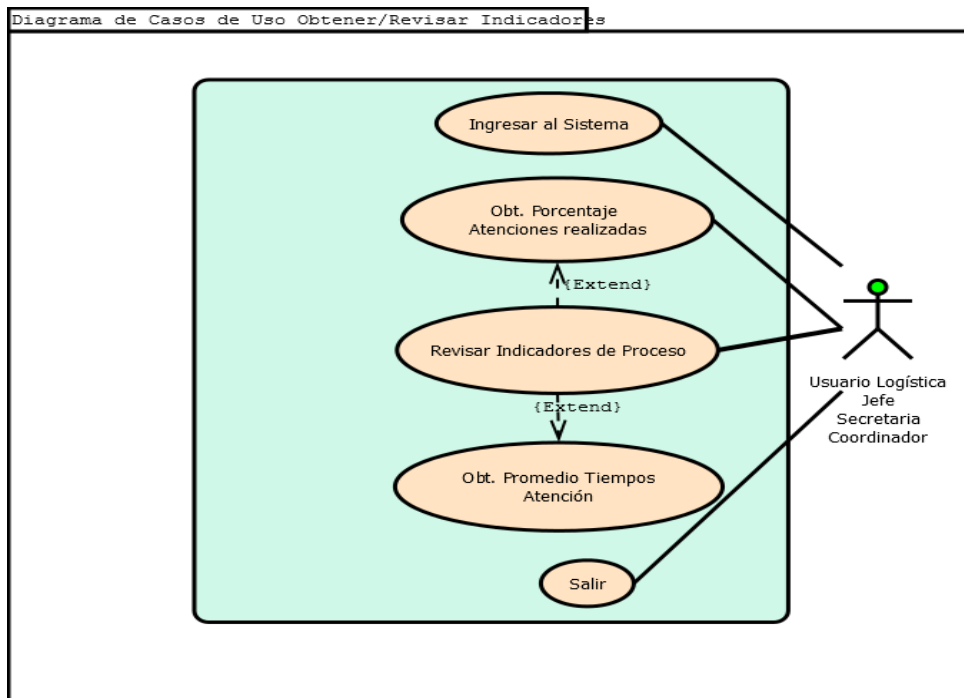 Diagrama de Casos de Uso Obtener/Revisar Indicadores
Ingresar al Sistema
Obt. Porcentaje
Atenciones realizadas
{Extend}
Revisar Indicadores de Proceso
{Extend}
Obt. Promedio Tiempos
Atención
Salir
Usuario Logística
Jefe
Secretaria
Coordinador